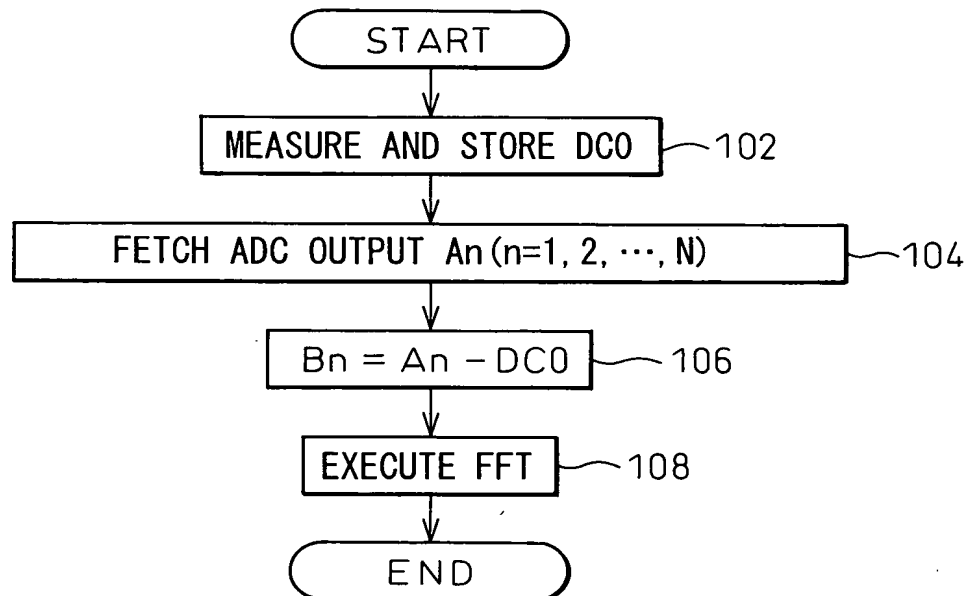 START
MEASURE AND STORE DC0
102
FETCH ADC OUTPUT An(n=1, 2, ⋯, N)
104
Bn = An - DC0
106
EXECUTE FFT
108
END